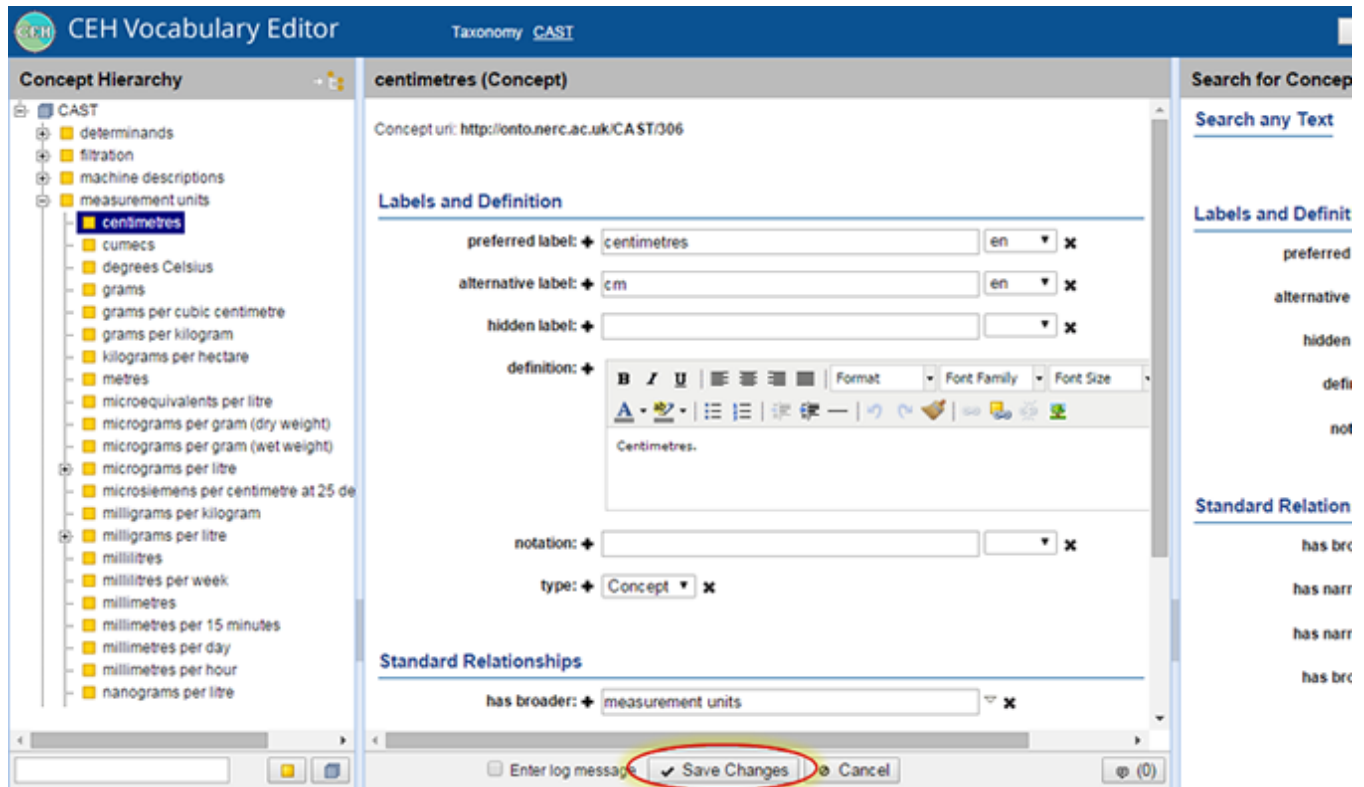 CEH
CEH Vocabulary Editor
Taxonomy CAST
Concept Hierarchy
CAST
determinands
filtration
machine descriptions
measurement units
centimetres
cumecs
degrees Celsius
grams
grams per cubic centimetre
grams per kilogram
kilograms per hectare
metres
microequivalents per litre
micrograms per gram (dry weight)
micrograms per gram (wet weight)
micrograms per litre
microsiemens per centimetre at 25 de
milligrams per kilogram
milligrams per litre
millilitres
millilitres per week
millimetres
millimetres per 15 minutes
millimetres per day
millimetres per hour
nanograms per litre
centimetres (Concept)
Concept uri: http://onto.nerc.ac.uk/CAST/306
Labels and Definition
preferred label: centimetres en
alternative label: cm en
hidden label:
definition:
B I U Format Font Family Font Size
A ab
Centimetres.
notation:
type: Concept
Standard Relationships
has broader: measurement units
Enter log message Save Changes Cancel (0)
Search for Concep
Search any Text
Labels and Definit
preferred
alternative
hidden
defi
not
Standard Relation
has bro
has narr
has narr
has bro